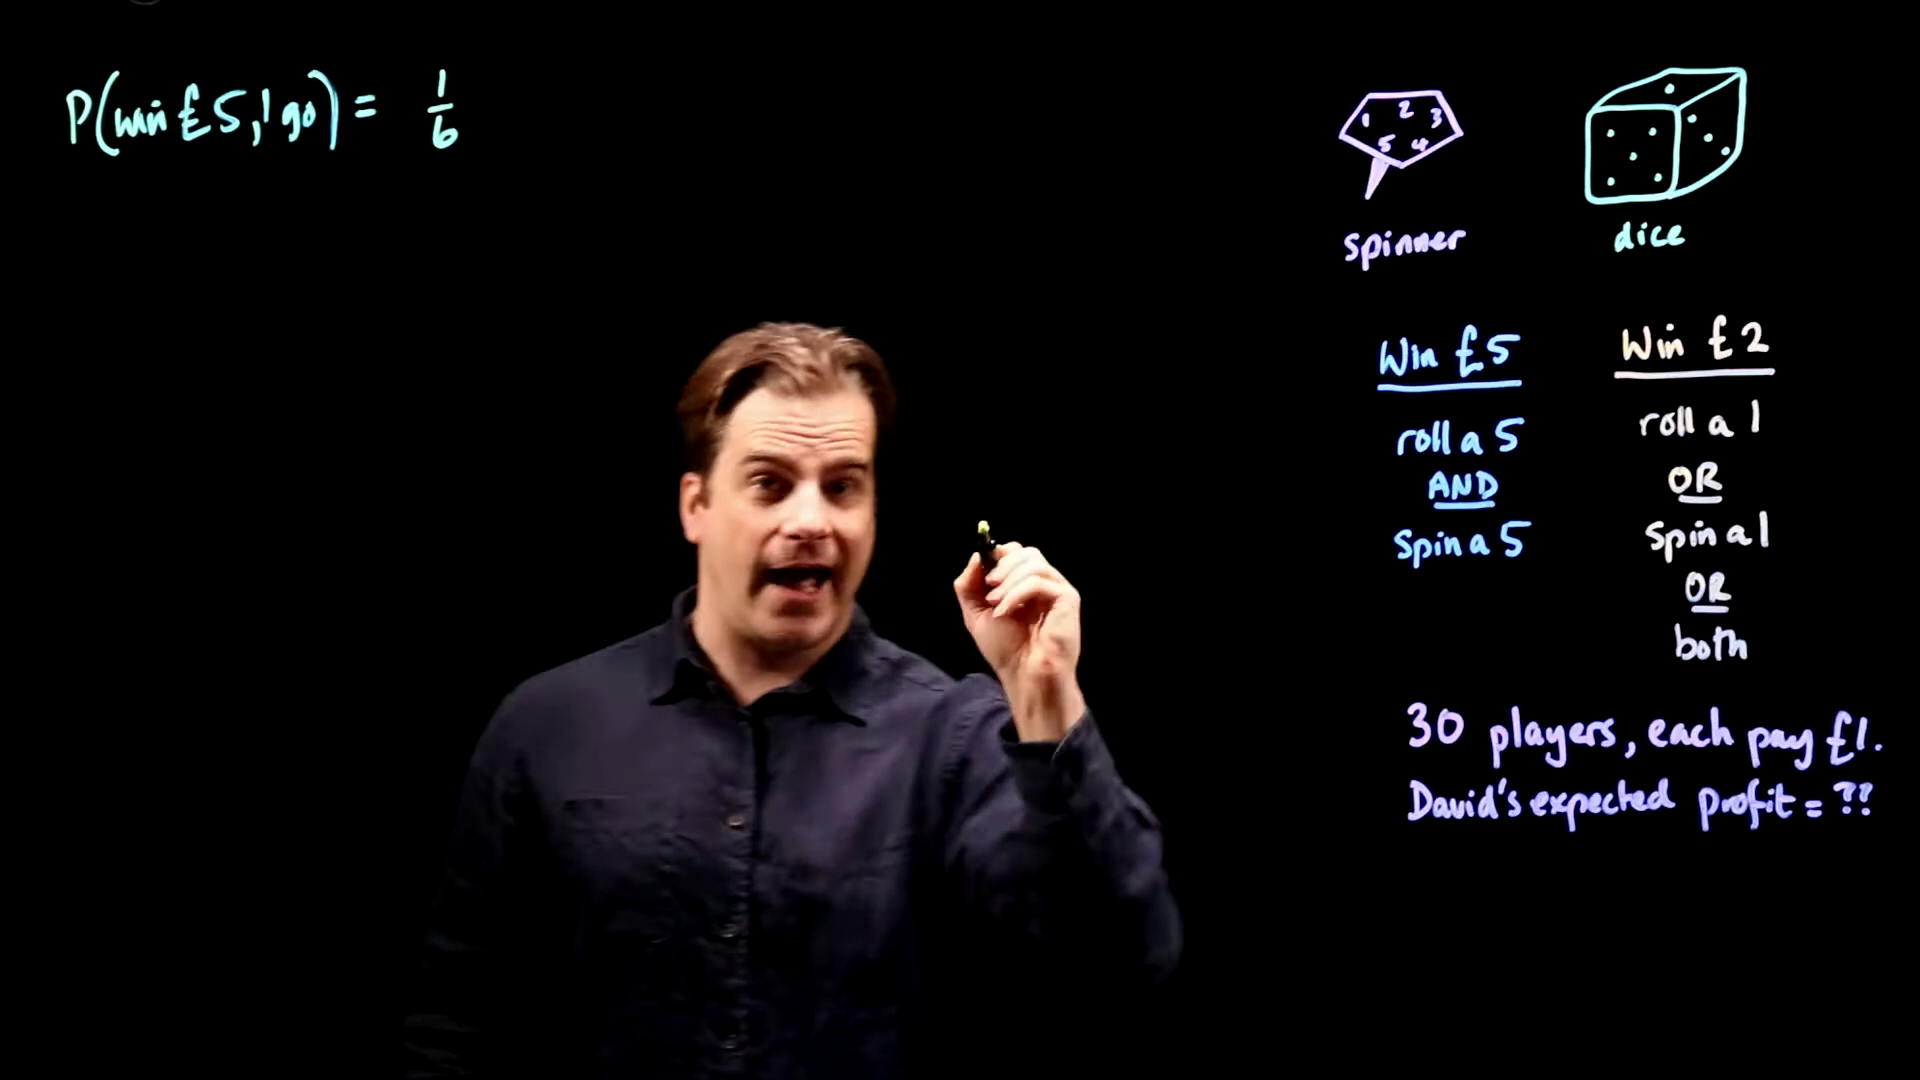 P(win £5, 1 go) = 1/6
1 2 3
5 4
spinner
dice
Win £5
roll a 5
AND
Spin a 5
Win £2
roll a 1
OR
spin a 1
OR
both
30 players, each pay £1.
David's expected profit = ??